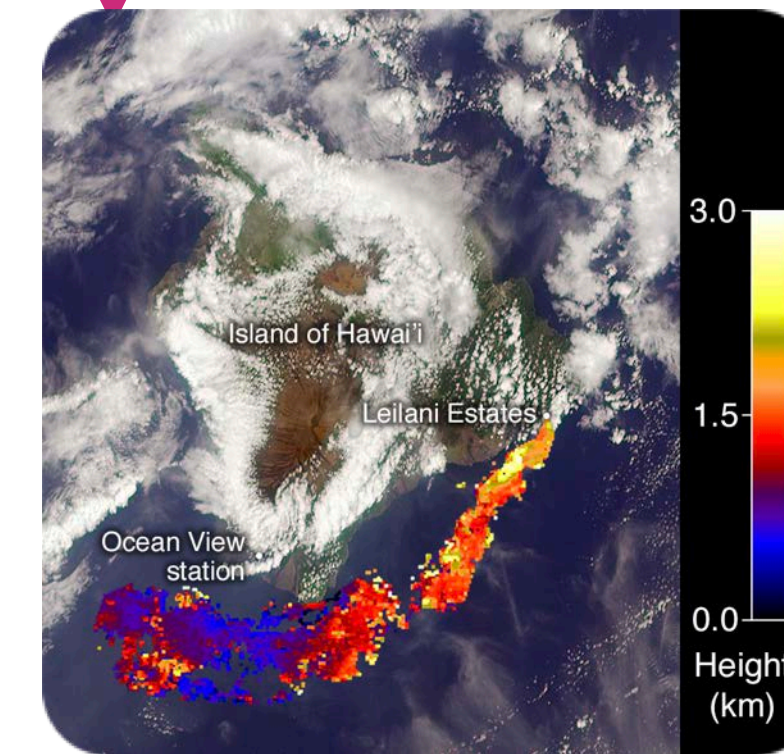 3.0
Island of Hawai'i
Leilani Estates
1.5
Ocean View
station
0.0
Height
(km)